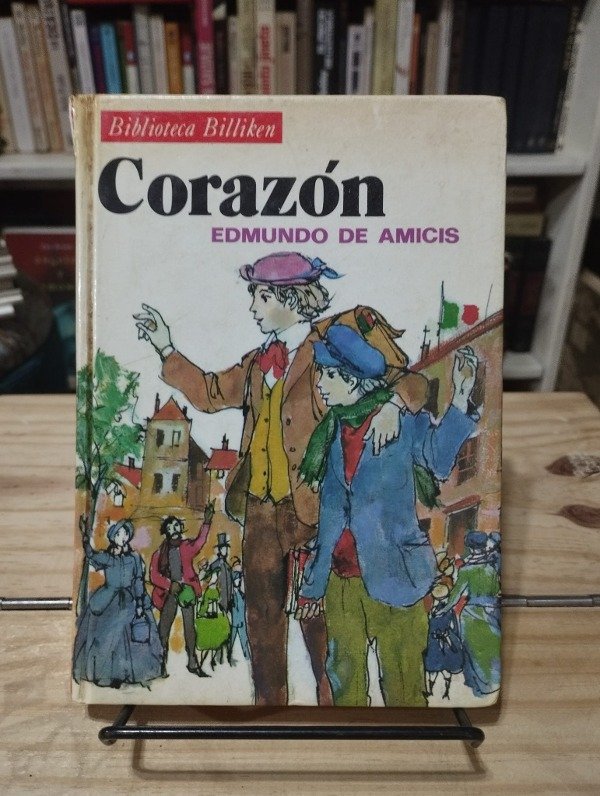 Biblioteca Billiken
Corazón
EDMUNDO DE AMICIS